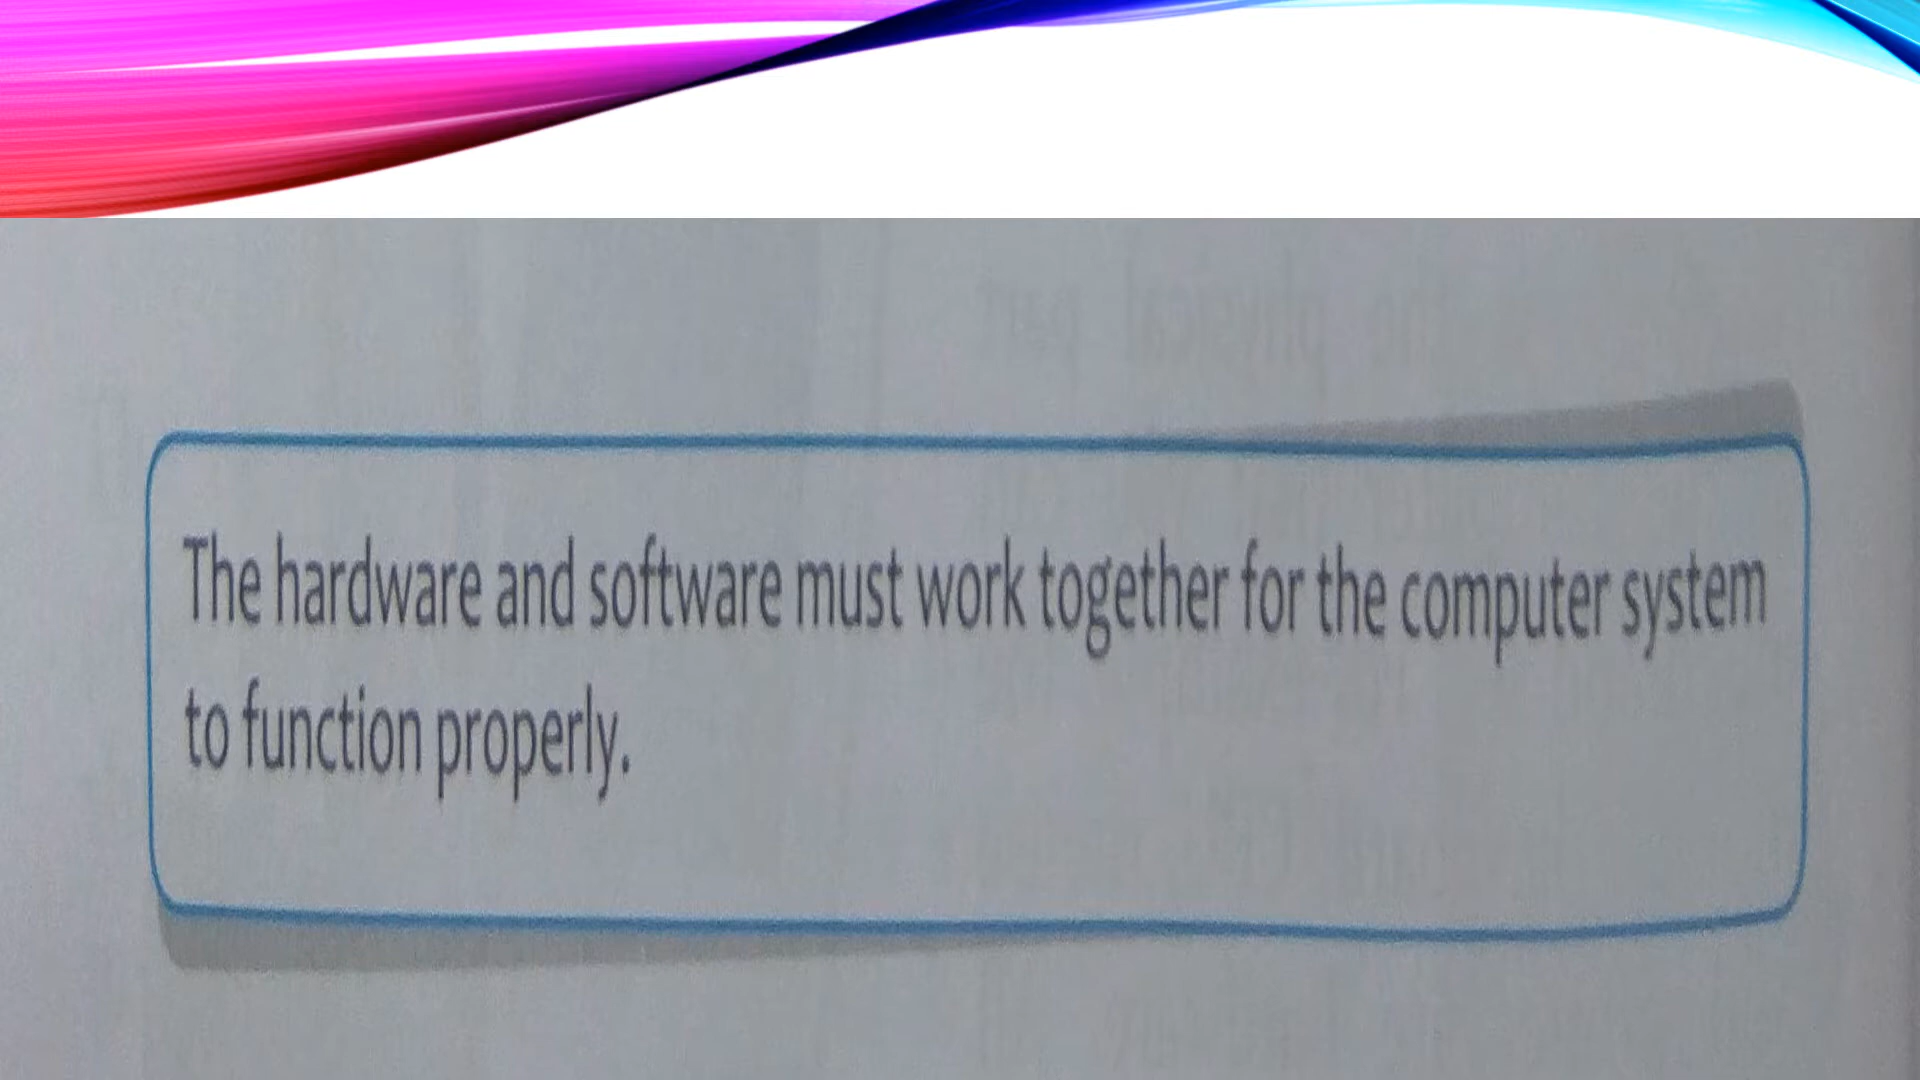 The hardware and software must work together for the computer system
to function properly.